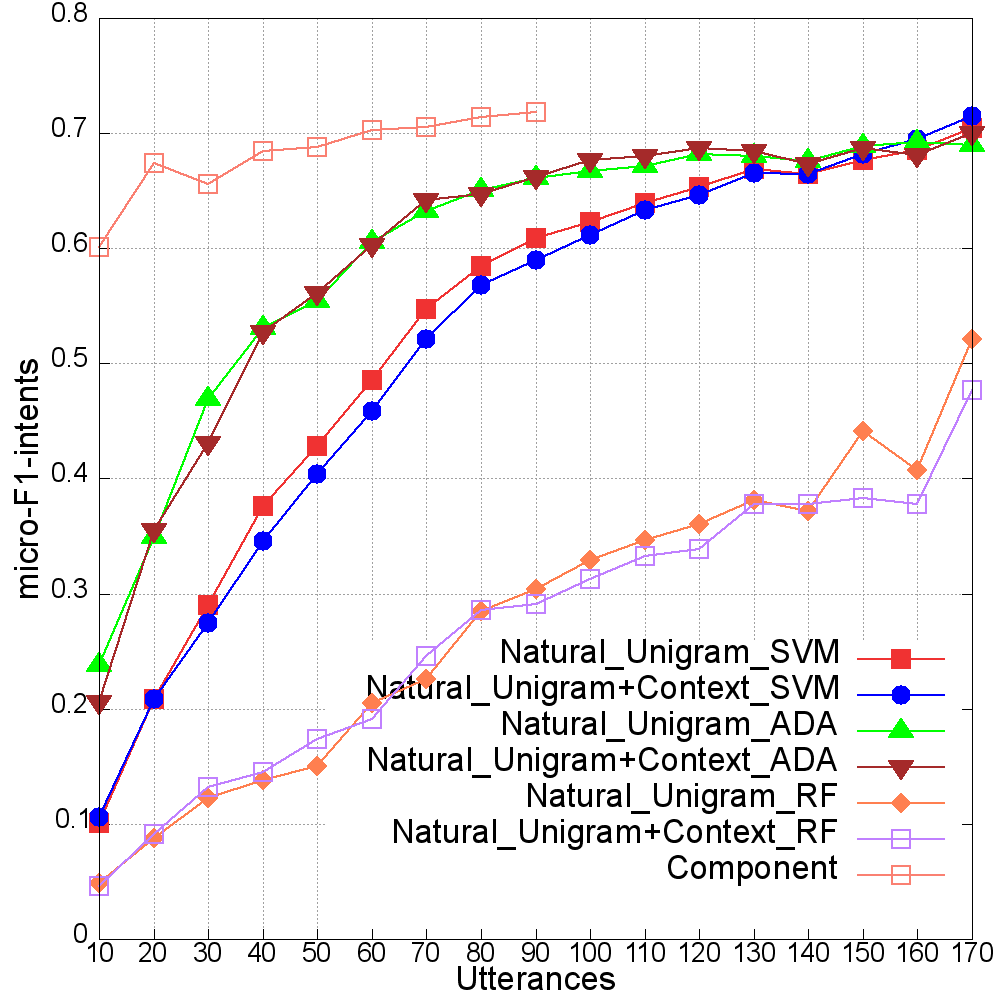 0.8
0.7
0.6
0.5
0.4
0.3
0.2
0.1
0
micro-F1-intents
Natural_Unigram_SVM
Natural_Unigram+Context_SVM
Natural_Unigram_ADA
Natural_Unigram+Context_ADA
Natural_Unigram_RF
Natural_Unigram+Context_RF
Component
10 20 30 40 50 60 70 80 90 100 110 120 130 140 150 160 170
Utterances